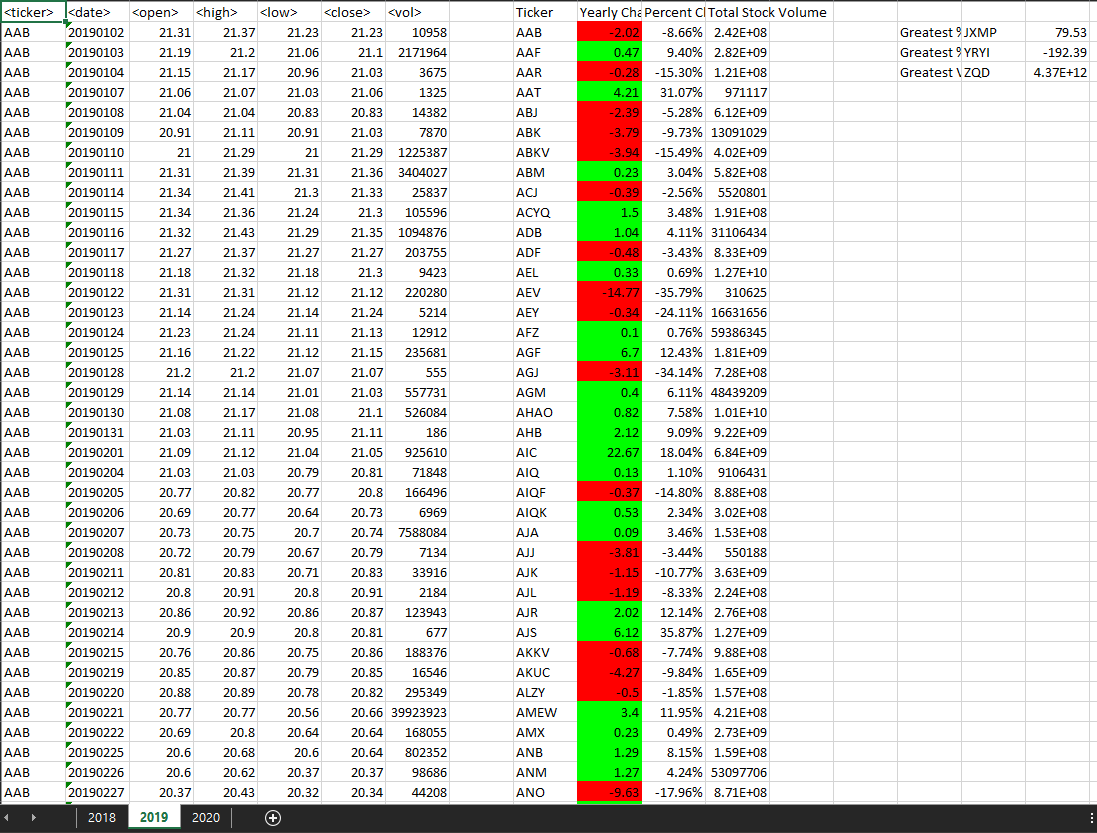 <ticker> <date> <open> <high> <low> <close> <vol> Ticker Yearly Cha Percent Cl Total Stock Volume
AAB 20190102 21.31 21.37 21.23 21.23 10958 AAB -2.02 -8.66% 2.42E+08 Greatest % JXMP 79.53
AAB 20190103 21.19 21.2 21.06 21.1 2171964 AAF 0.47 9.40% 2.82E+09 Greatest % YRYI -192.39
AAB 20190104 21.15 21.17 20.96 21.03 3675 AAR -0.28 -15.30% 1.21E+08 Greatest \ ZQD 4.37E+12
AAB 20190107 21.06 21.07 21.03 21.06 1325 AAT 4.21 31.07% 971117
AAB 20190108 21.04 21.04 20.83 20.83 14382 ABJ -2.39 -5.28% 6.12E+09
AAB 20190109 20.91 21.11 20.91 21.03 7870 ABK -3.79 -9.73% 13091029
AAB 20190110 21 21.29 21 21.29 1225387 ABKV -3.94 -15.49% 4.02E+09
AAB 20190111 21.31 21.39 21.31 21.36 3404027 ABM 0.23 3.04% 5.82E+08
AAB 20190114 21.34 21.41 21.3 21.33 25837 ACJ -0.39 -2.56% 5520801
AAB 20190115 21.34 21.36 21.24 21.3 105596 ACYQ 1.5 3.48% 1.91E+08
AAB 20190116 21.32 21.43 21.29 21.35 1094876 ADB 1.04 4.11% 31106434
AAB 20190117 21.27 21.37 21.27 21.27 203755 ADF -0.48 -3.43% 8.33E+09
AAB 20190118 21.18 21.32 21.18 21.3 9423 AEL 0.33 0.69% 1.27E+10
AAB 20190122 21.31 21.31 21.12 21.12 220280 AEV -14.77 -35.79% 310625
AAB 20190123 21.14 21.24 21.14 21.24 5214 AEY -0.34 -24.11% 16631656
AAB 20190124 21.23 21.24 21.11 21.13 12912 AFZ 0.1 0.76% 59386345
AAB 20190125 21.16 21.22 21.12 21.15 235681 AGF 6.7 12.43% 1.81E+09
AAB 20190128 21.2 21.2 21.07 21.07 555 AGJ -3.11 -34.14% 7.28E+08
AAB 20190129 21.14 21.14 21.01 21.03 557731 AGM 0.4 6.11% 48439209
AAB 20190130 21.08 21.17 21.08 21.1 526084 AHAO 0.82 7.58% 1.01E+10
AAB 20190131 21.03 21.11 20.95 21.11 186 AHB 2.12 9.09% 9.22E+09
AAB 20190201 21.09 21.12 21.04 21.05 925610 AIC 22.67 18.04% 6.84E+09
AAB 20190204 21.03 21.03 20.79 20.81 71848 AIQ 0.13 1.10% 9106431
AAB 20190205 20.77 20.82 20.77 20.8 166496 AIQF -0.37 -14.80% 8.88E+08
AAB 20190206 20.69 20.77 20.64 20.73 6969 AIQK 0.53 2.34% 3.02E+08
AAB 20190207 20.73 20.75 20.7 20.74 7588084 AJA 0.09 3.46% 1.53E+08
AAB 20190208 20.72 20.79 20.67 20.79 7134 AJJ -3.81 -3.44% 550188
AAB 20190211 20.81 20.83 20.71 20.83 33916 AJK -1.15 -10.77% 3.63E+09
AAB 20190212 20.8 20.91 20.8 20.91 2184 AJL -1.19 -8.33% 2.24E+08
AAB 20190213 20.86 20.92 20.86 20.87 123943 AJR 2.02 12.14% 2.76E+08
AAB 20190214 20.9 20.9 20.8 20.81 677 AJS 6.12 35.87% 1.27E+09
AAB 20190215 20.76 20.86 20.75 20.86 188376 AKKV -0.68 -7.74% 9.88E+08
AAB 20190219 20.85 20.87 20.79 20.85 16546 AKUC -4.27 -9.84% 1.65E+09
AAB 20190220 20.88 20.89 20.78 20.82 295349 ALZY -0.5 -1.85% 1.57E+08
AAB 20190221 20.77 20.77 20.56 20.66 39923923 AMEW 3.4 11.95% 4.21E+08
AAB 20190222 20.69 20.8 20.64 20.64 168055 AMX 0.23 0.49% 2.73E+09
AAB 20190225 20.6 20.68 20.6 20.64 802352 ANB 1.29 8.15% 1.59E+08
AAB 20190226 20.6 20.62 20.37 20.37 98686 ANM 1.27 4.24% 53097706
AAB 20190227 20.37 20.43 20.32 20.34 44208 ANO -9.63 -17.96% 8.71E+08
2018 2019 2020